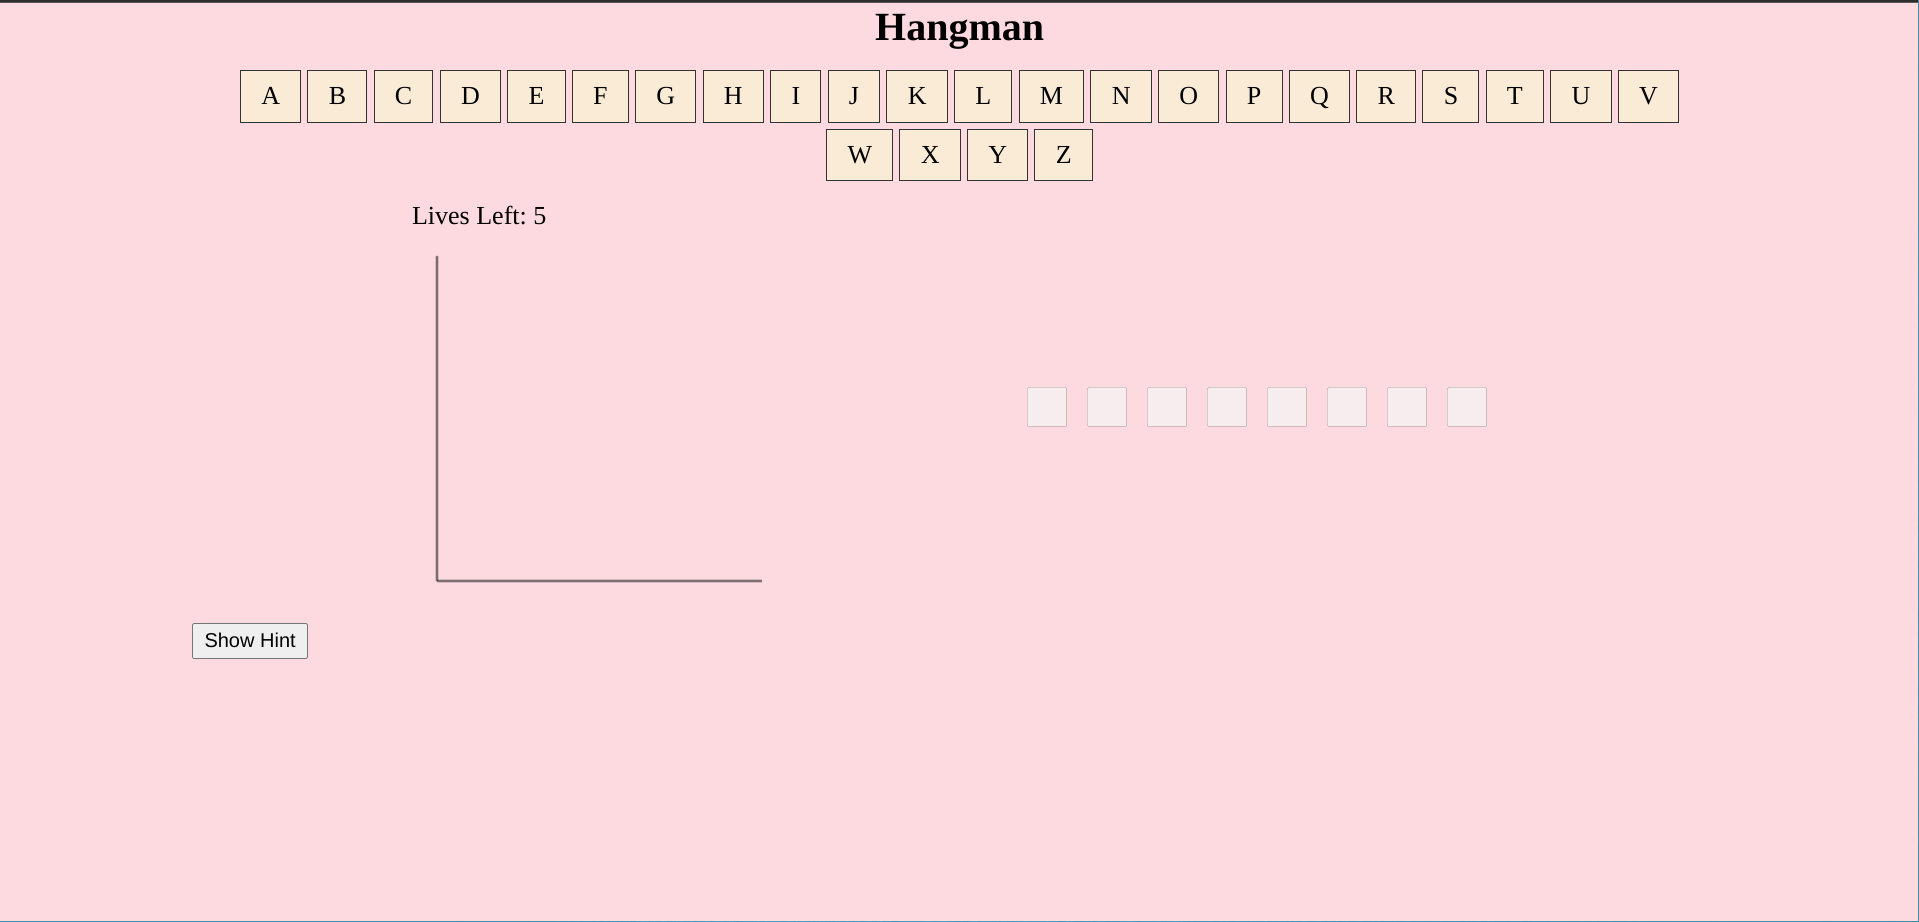 Hangman
A B C D E F G H I J K L M N O P Q R S T U V
W X Y Z
Lives Left: 5
Show Hint